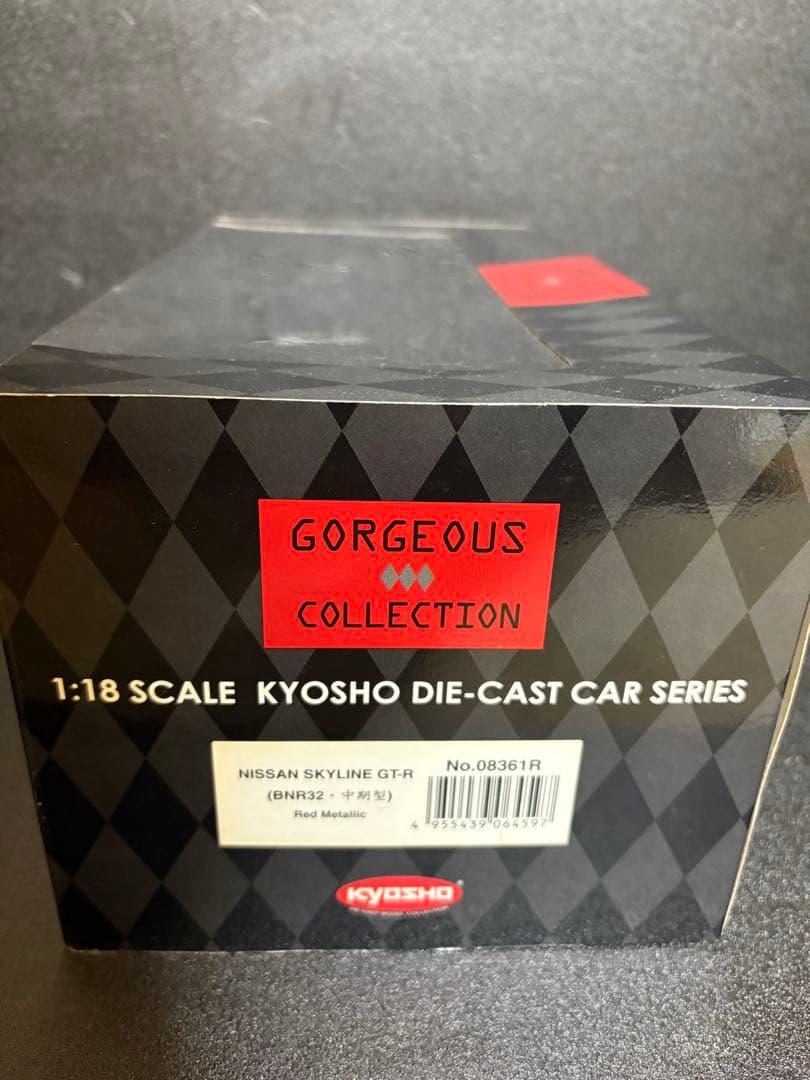 GORGEOUS
COLLECTION
1:18 SCALE KYOSHO DIE-CAST CAR SERIES
NISSAN SKYLINE GT-R
(BNR32・中期型)
Red Metallic
No.08361R
4 955439 064597
KYOSHO